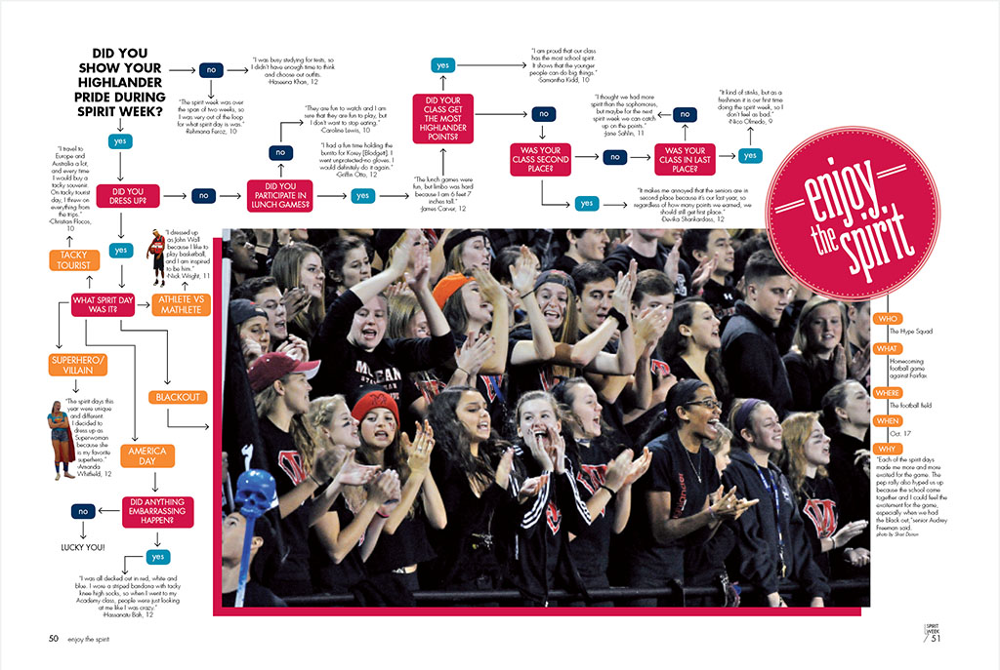 DID YOU
SHOW YOUR
HIGHLANDER
PRIDE DURING
SPIRIT WEEK?
no
"I was busy studying for tests, so
I didn't have enough time to think
and choose out outfits.
-Haseena Khan, 12
"The spirit week was over
the span of two weeks, so
I was very out of the loop
for what spirit day is was."
-Ruhmana Faroz, 10
yes
DID YOU
DRESS UP?
no
DID YOU
PARTICIPATE IN
LUNCH GAMES?
no
"They are fun to watch and I am
sure that they are fun to play, but
I don't want to stop eating."
-Caroline Lewis, 10
"I had a fun time holding the
burrito for Korey [Blodgett]. I
went unprotected-no gloves. I
would definitely do it again."
-Griffin Otto, 12
yes
"The lunch games were
fun, but limbo was hard
because I am 6 feet 7
inches tall."
-James Carver, 12
DID YOUR
CLASS GET
THE MOST
HIGHLANDER
POINTS?
yes
"I am proud that our class
has the most school spirit.
It shows that the younger
people can do big things."
-Samantha Kidd, 10
no
WAS YOUR
CLASS SECOND
PLACE?
no
"I thought we had more
spirit than the sophomores,
but maybe for the next
spirit week we can catch
up on the points."
-Jane Sahlin, 11
yes
"It makes me annoyed that the seniors are in
second place because it's our last year, so
regardless of how many points we earned, we
should still get first place."
-Devika Shankardass, 12
WAS YOUR
CLASS IN LAST
PLACE?
no
yes
"It kind of stinks, but as a
freshman it is our first time
doing the spirit week, so I
don't feel as bad."
-Nico Olmedo, 9
enjoy
the
spirit
"I travel to
Europe and
Australia a lot,
and every time
I would buy a
tacky souvenir.
On tacky tourist
day, I threw on
everything from
the trips."
-Christian Flocos,
10
TACKY
TOURIST
yes
"I dressed up
as John Wall
because I like to
play basketball,
and I am inspired
to be him."
-Nick Wright, 11
WHAT SPIRIT DAY
WAS IT?
ATHLETE VS
MATHLETE
SUPERHERO/
VILLAIN
"The spirit days this
year were unique
and different.
I decided to
dress up as
Superwoman
because she
is my favorite
superhero."
-Amanda
Whitfield, 12
BLACKOUT
AMERICA
DAY
DID ANYTHING
EMBARRASSING
HAPPEN?
no
LUCKY YOU!
yes
"I was all decked out in red, white and
blue. I wore a striped bandana with tacky
knee high socks, so when I went to my
Academy class, people were just looking
at me like I was crazy."
-Hassanatu Bah, 12
WHO
The Hype Squad
WHAT
Homecoming
football game
against Fairfax
WHERE
The football field
WHEN
Oct. 17
WHY
"Each of the spirit days
made me more and more
excited for the game. The
pep rally also hyped us up
because the school came
together and I could feel the
excitement for the game,
especially when we had
the black out," senior Audrey
Freeman said.
50 enjoy the spirit
SPIRIT
WEEK
51